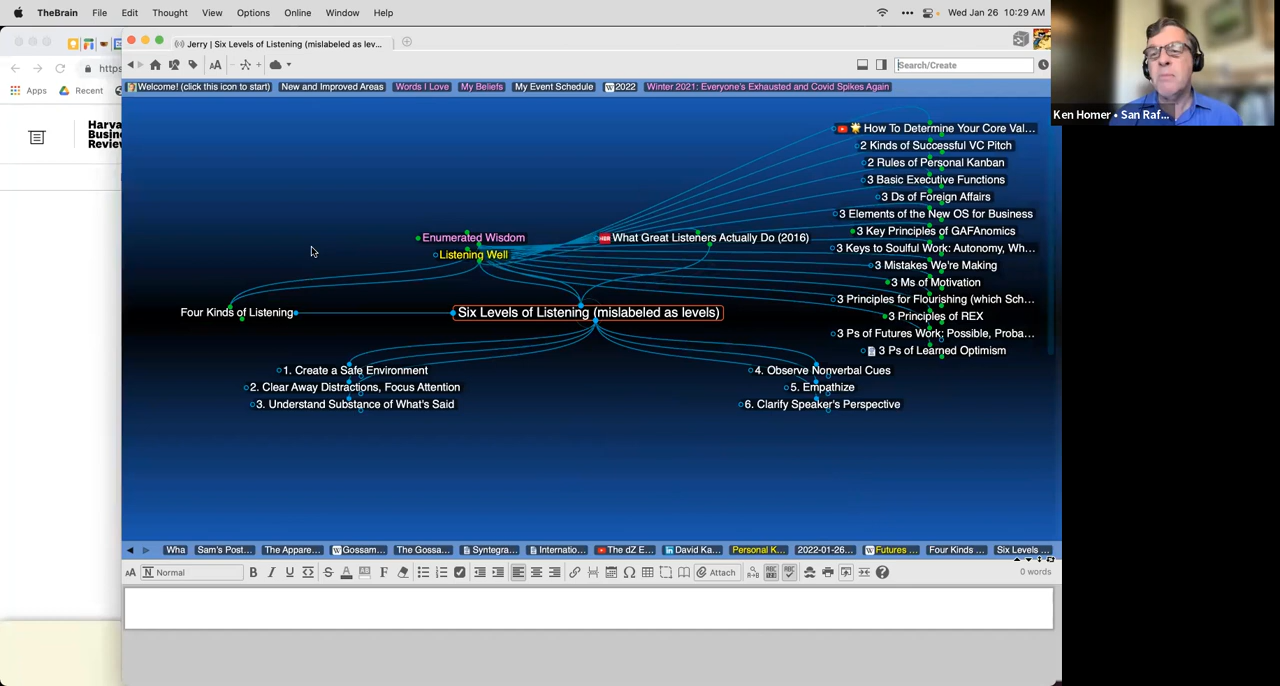 TheBrain File Edit Thought View Options Online Window Help Wed Jan 26 10:29 AM
Jerry | Six Levels of Listening (mislabeled as lev...
https
Search/Create
Apps Recent
Welcome! (click this icon to start) New and Improved Areas Words I Love My Beliefs My Event Schedule 2022 Winter 2021: Everyone's Exhausted and Covid Spikes Again
Ken Homer • San Raf...
Harva
Busine
Review
How To Determine Your Core Val...
2 Kinds of Successful VC Pitch
2 Rules of Personal Kanban
3 Basic Executive Functions
3 Ds of Foreign Affairs
3 Elements of the New OS for Business
3 Key Principles of GAFAnomics
3 Keys to Soulful Work: Autonomy, Wh...
3 Mistakes We're Making
3 Ms of Motivation
3 Principles for Flourishing (which Sch...
3 Principles of REX
3 Ps of Futures Work: Possible, Proba...
3 Ps of Learned Optimism
Enumerated Wisdom
Listening Well
HBR What Great Listeners Actually Do (2016)
Four Kinds of Listening
Six Levels of Listening (mislabeled as levels)
1. Create a Safe Environment
2. Clear Away Distractions, Focus Attention
3. Understand Substance of What's Said
4. Observe Nonverbal Cues
5. Empathize
6. Clarify Speaker's Perspective
Wha Sam's Post... The Appare... Gossam... The Gossa... Syntegra... Internatio... The dZ E... David Ka... Personal K... 2022-01-26... Futures ... Four Kinds ... Six Levels ...
AA N Normal B I U S A F Attach 0 words